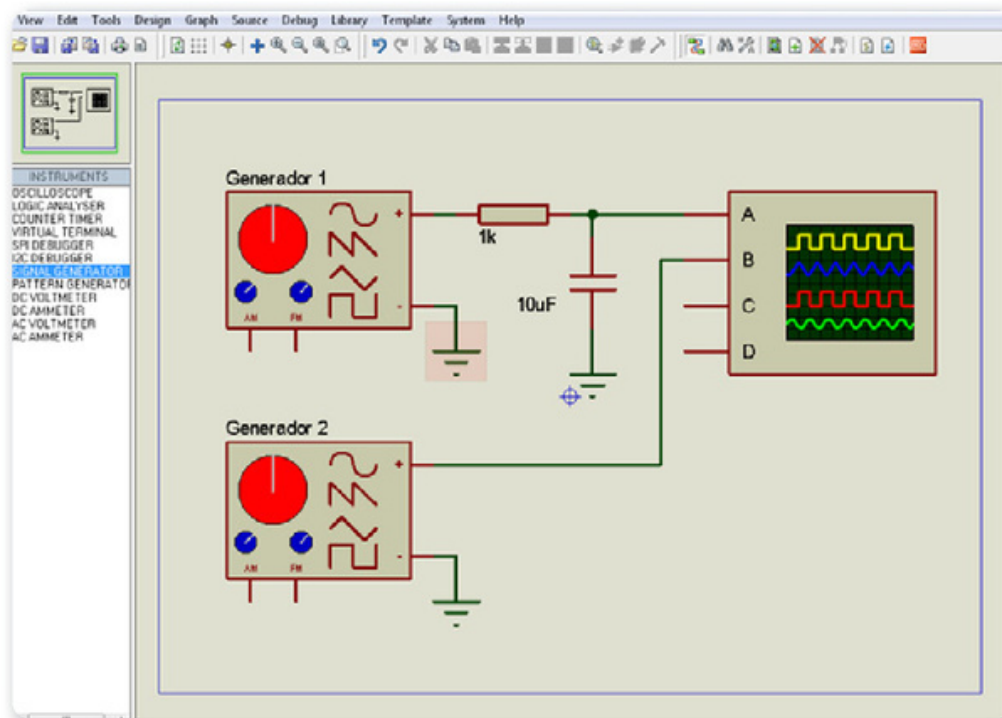 View Edit Tools Design Graph Source Debug Library Template System Help
INSTRUMENTS
OSCILLOSCOPE
LOGIC ANALYSER
COUNTER TIMER
VIRTUAL TERMINAL
SPI DEBUGGER
I2C DEBUGGER
SIGNAL GENERATOR
PATTERN GENERATOR
DC VOLTMETER
DC AMMETER
AC VOLTMETER
AC AMMETER
Generador 1
+
-
AM FM
1k
10uF
A
B
C
D
Generador 2
+
-
AM FM